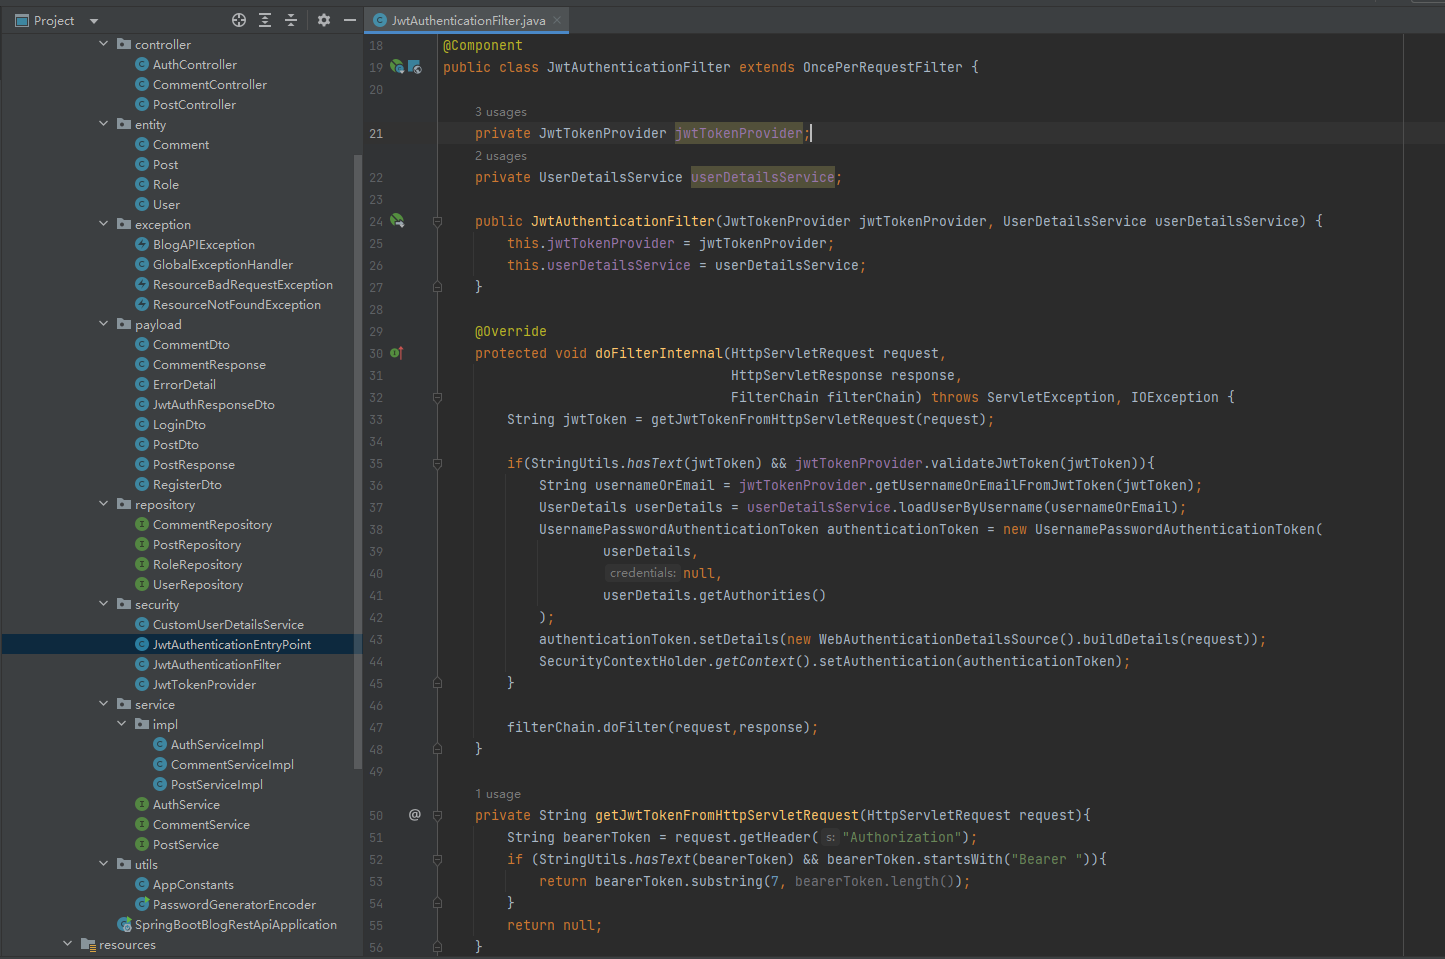 Project
controller
AuthController
CommentController
PostController
entity
Comment
Post
Role
User
exception
BlogAPIException
GlobalExceptionHandler
ResourceBadRequestException
ResourceNotFoundException
payload
CommentDto
CommentResponse
ErrorDetail
JwtAuthResponseDto
LoginDto
PostDto
PostResponse
RegisterDto
repository
CommentRepository
PostRepository
RoleRepository
UserRepository
security
CustomUserDetailsService
JwtAuthenticationEntryPoint
JwtAuthenticationFilter
JwtTokenProvider
service
impl
AuthServiceImpl
CommentServiceImpl
PostServiceImpl
AuthService
CommentService
PostService
utils
AppConstants
PasswordGeneratorEncoder
SpringBootBlogRestApiApplication
resources
JwtAuthenticationFilter.java
18 @Component
19 public class JwtAuthenticationFilter extends OncePerRequestFilter {
20
3 usages
21 private JwtTokenProvider jwtTokenProvider;
2 usages
22 private UserDetailsService userDetailsService;
23
24 public JwtAuthenticationFilter(JwtTokenProvider jwtTokenProvider, UserDetailsService userDetailsService) {
25 this.jwtTokenProvider = jwtTokenProvider;
26 this.userDetailsService = userDetailsService;
27 }
28
29 @Override
30 protected void doFilterInternal(HttpServletRequest request,
31 HttpServletResponse response,
32 FilterChain filterChain) throws ServletException, IOException {
33 String jwtToken = getJwtTokenFromHttpServletRequest(request);
34
35 if(StringUtils.hasText(jwtToken) && jwtTokenProvider.validateJwtToken(jwtToken)){
36 String usernameOrEmail = jwtTokenProvider.getUsernameOrEmailFromJwtToken(jwtToken);
37 UserDetails userDetails = userDetailsService.loadUserByUsername(usernameOrEmail);
38 UsernamePasswordAuthenticationToken authenticationToken = new UsernamePasswordAuthenticationToken(
39 userDetails,
40 credentials: null,
41 userDetails.getAuthorities()
42 );
43 authenticationToken.setDetails(new WebAuthenticationDetailsSource().buildDetails(request));
44 SecurityContextHolder.getContext().setAuthentication(authenticationToken);
45 }
46
47 filterChain.doFilter(request,response);
48 }
49
1 usage
50 @ private String getJwtTokenFromHttpServletRequest(HttpServletRequest request){
51 String bearerToken = request.getHeader( s: "Authorization");
52 if (StringUtils.hasText(bearerToken) && bearerToken.startsWith("Bearer ")){
53 return bearerToken.substring(7, bearerToken.length());
54 }
55 return null;
56 }